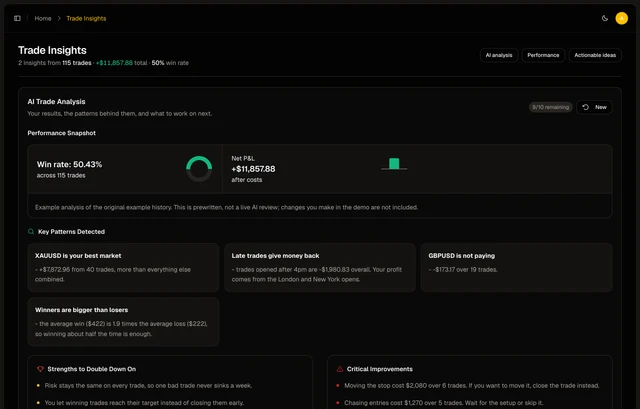 Home > Trade Insights
Trade Insights
2 insights from 115 trades · +$11,857.88 total · 50% win rate
AI analysis
Performance
Actionable ideas
AI Trade Analysis
Your results, the patterns behind them, and what to work on next.
9/10 remaining
New
Performance Snapshot
Win rate: 50.43%
across 115 trades
Net P&L
+$11,857.88
after costs
Example analysis of the original example history. This is prewritten, not a live AI review; changes you make in the demo are not included.
Key Patterns Detected
XAUUSD is your best market
- +$7,872.96 from 40 trades, more than everything else
combined.
Late trades give money back
- trades opened after 4pm are -$1,980.83 overall. Your profit
comes from the London and New York opens.
GBPUSD is not paying
- -$173.17 over 19 trades.
Winners are bigger than losers
- the average win ($422) is 1.9 times the average loss ($222),
so winning about half the time is enough.
Strengths to Double Down On
Risk stays the same on every trade, so one bad trade never sinks a week.
You let winning trades reach their target instead of closing them early.
Critical Improvements
Moving the stop cost $2,080 over 6 trades. If you want to move it, close the trade instead.
Chasing entries cost $1,270 over 5 trades. Wait for the setup or skip it.